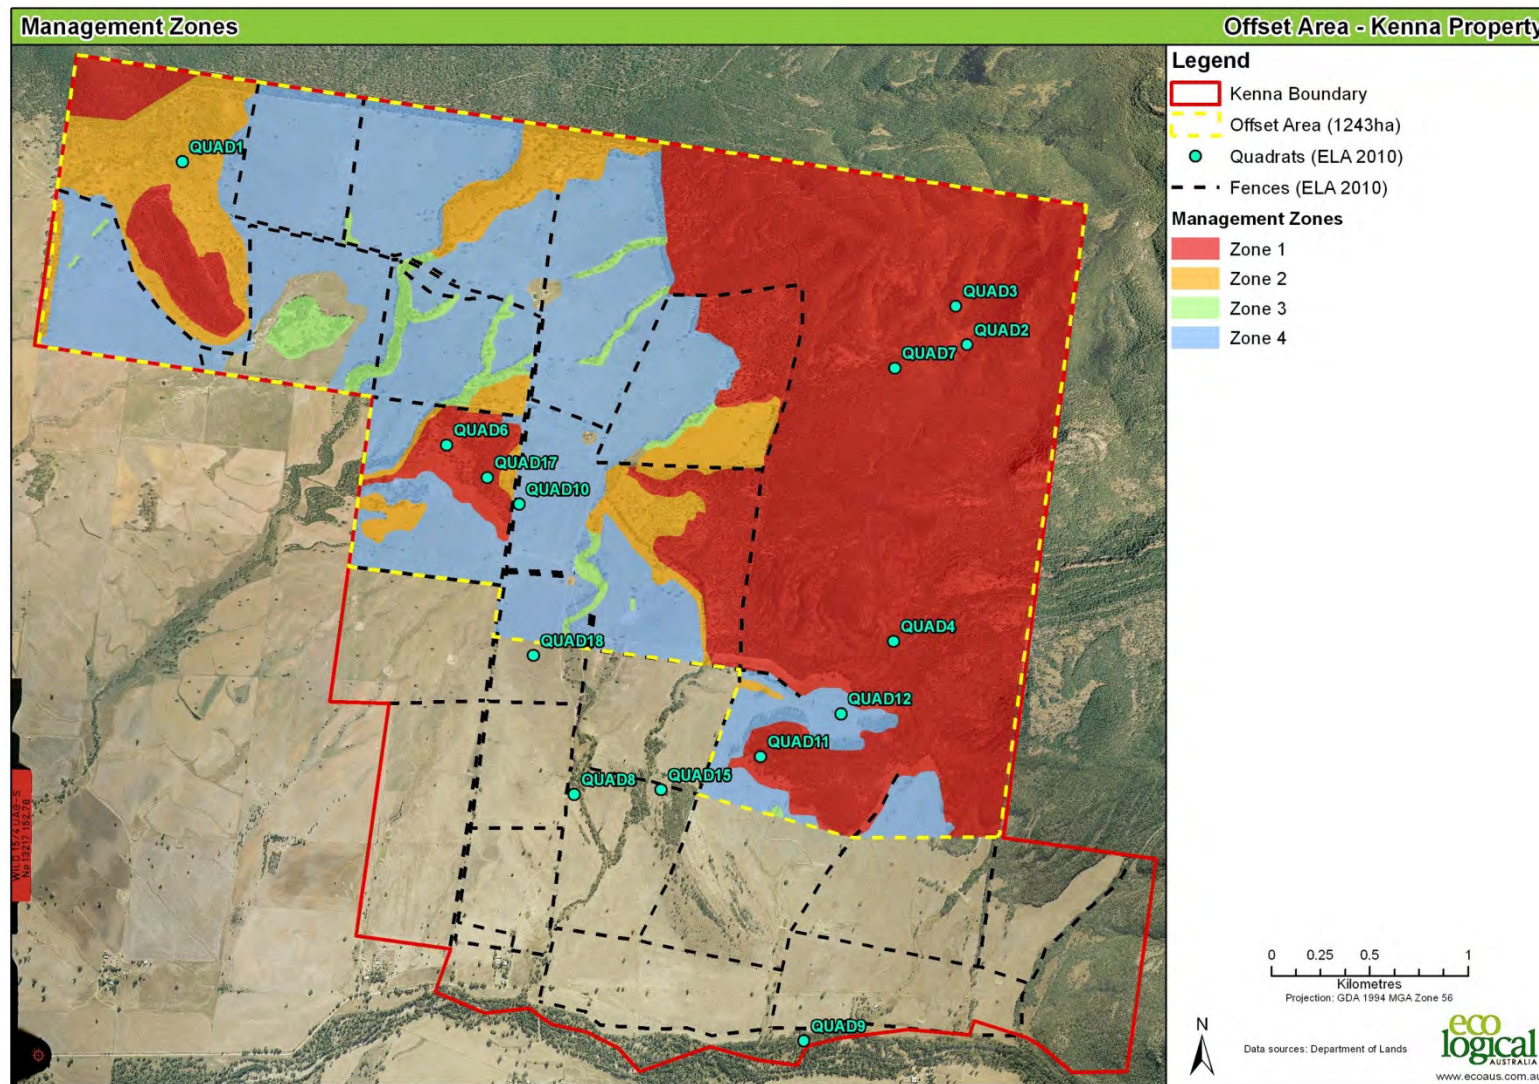 Management Zones
Offset Area - Kenna Property
Legend
Kenna Boundary
Offset Area (1243ha)
Quadrats (ELA 2010)
Fences (ELA 2010)
Management Zones
Zone 1
Zone 2
Zone 3
Zone 4
QUAD1
QUAD3
QUAD2
QUAD7
QUAD6
QUAD17
QUAD10
QUAD4
QUAD18
QUAD12
QUAD11
QUAD15
QUAD8
QUAD9
0 0.25 0.5 1
Kilometres
Projection: GDA 1994 MGA Zone 56
N
Data sources: Department of Lands
eco
logical
AUSTRALIA
www.ecoaus.com.au